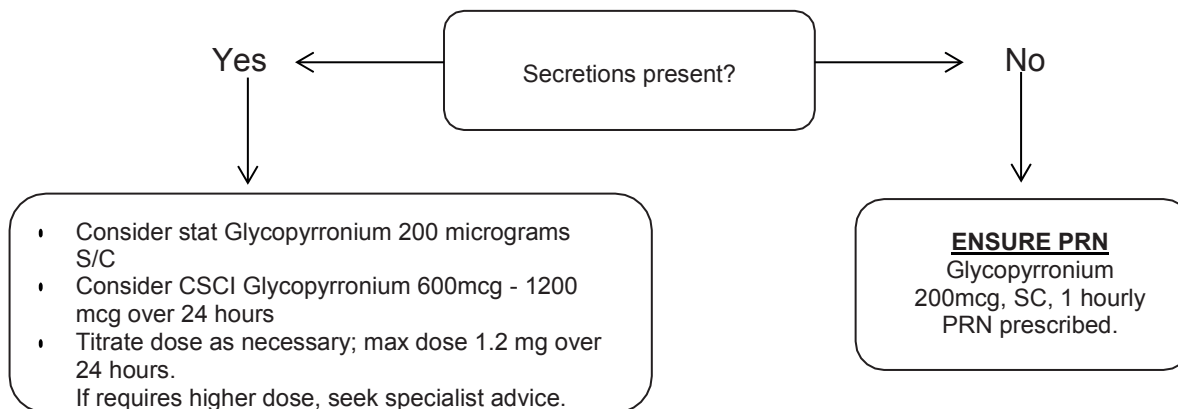 Secretions present?
Yes
No
• Consider stat Glycopyrronium 200 micrograms
S/C
• Consider CSCI Glycopyrronium 600mcg - 1200
mcg over 24 hours
• Titrate dose as necessary; max dose 1.2 mg over
24 hours.
If requires higher dose, seek specialist advice.
ENSURE PRN
Glycopyrronium
200mcg, SC, 1 hourly
PRN prescribed.